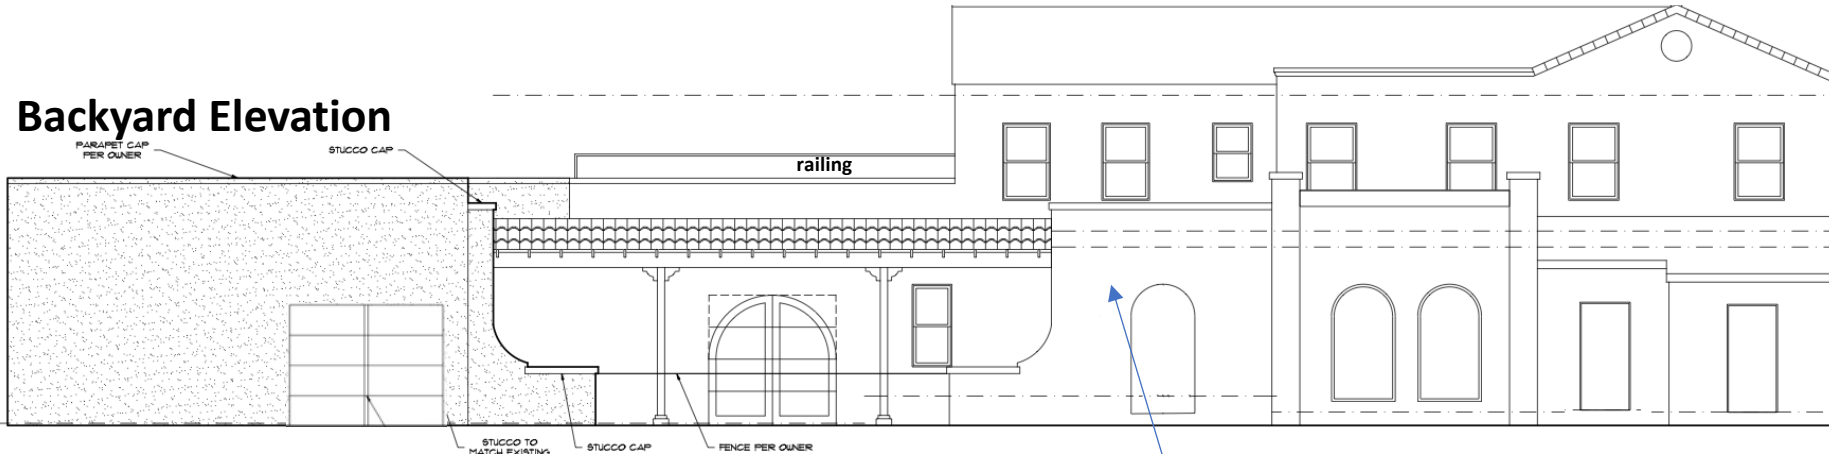 Backyard Elevation
PARAPET CAP
PER OWNER
STUCCO CAP
railing
STUCCO TO
MATCH EXISTING
STUCCO CAP
FENCE PER OWNER